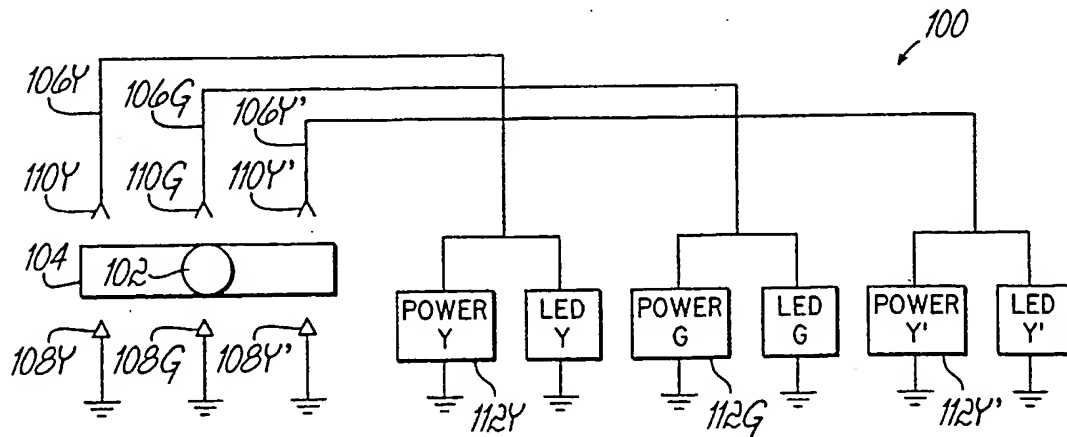 100
106Y
106G
106Y'
110Y
110G
110Y'
104
102
POWER
Y
LED
Y
POWER
G
LED
G
POWER
Y'
LED
Y'
108Y
108G
108Y'
112Y
112G
112Y'